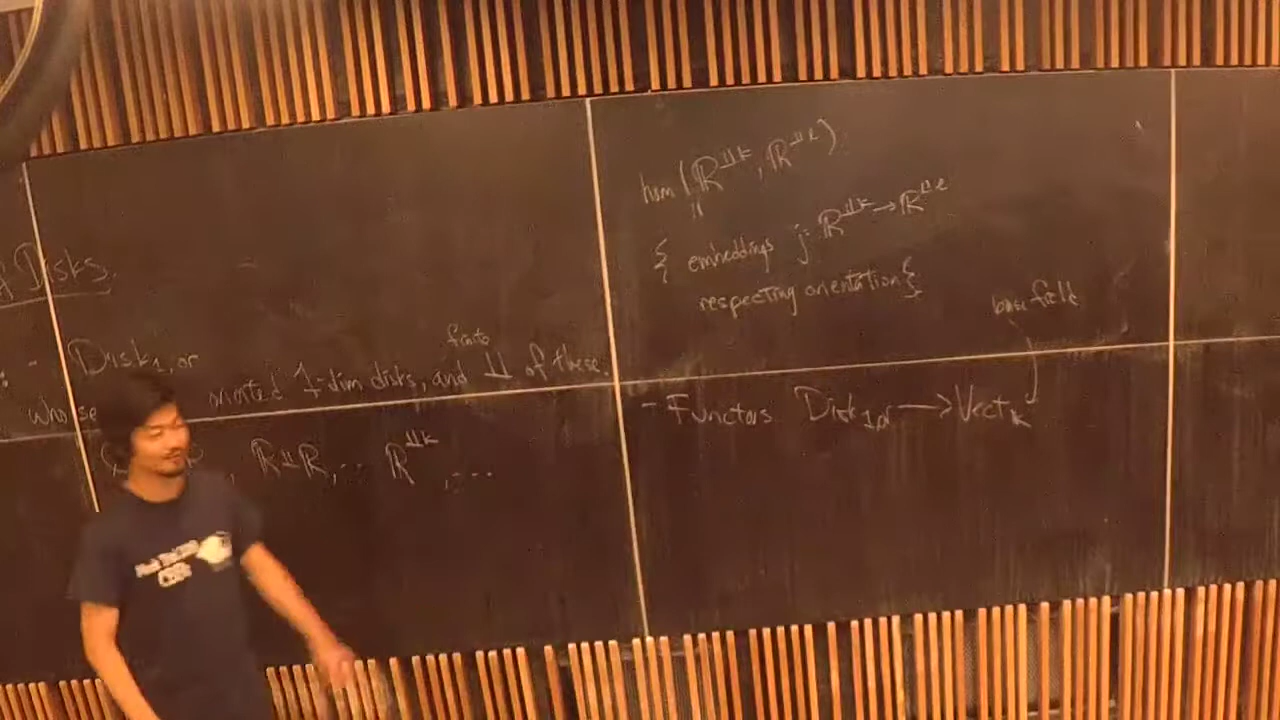 Disks.
- Disk₁,or
whose oriented 1-dim disks, and finite ⨿ of these.
, ℝ⨿ℝ, ... ℝ^⨿k, ...
hom(ℝ^⨿k, ℝ^⨿l)
||
{ embeddings j: ℝ^⨿k → ℝ^⨿l
respecting orientation }
base field
- Functors Disk₁,or → Vect_k